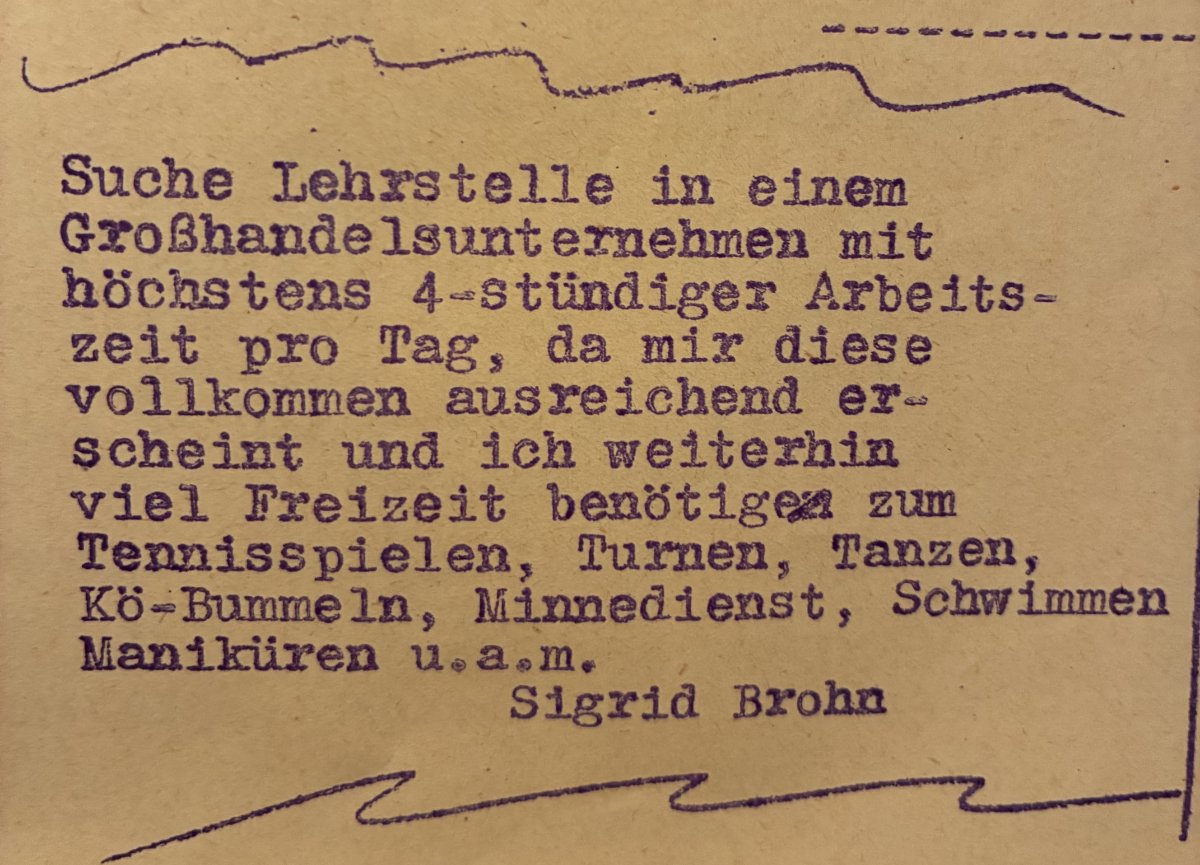 Suche Lehrstelle in einem
Großhandelsunternehmen mit
höchstens 4-stündiger Arbeits-
zeit pro Tag, da mir diese
vollkommen ausreichend er-
scheint und ich weiterhin
viel Freizeit benötige zum
Tennisspielen, Turnen, Tanzen,
Kö-Bummeln, Minnedienst, Schwimmen
Maniküren u.a.m.
Sigrid Brohn